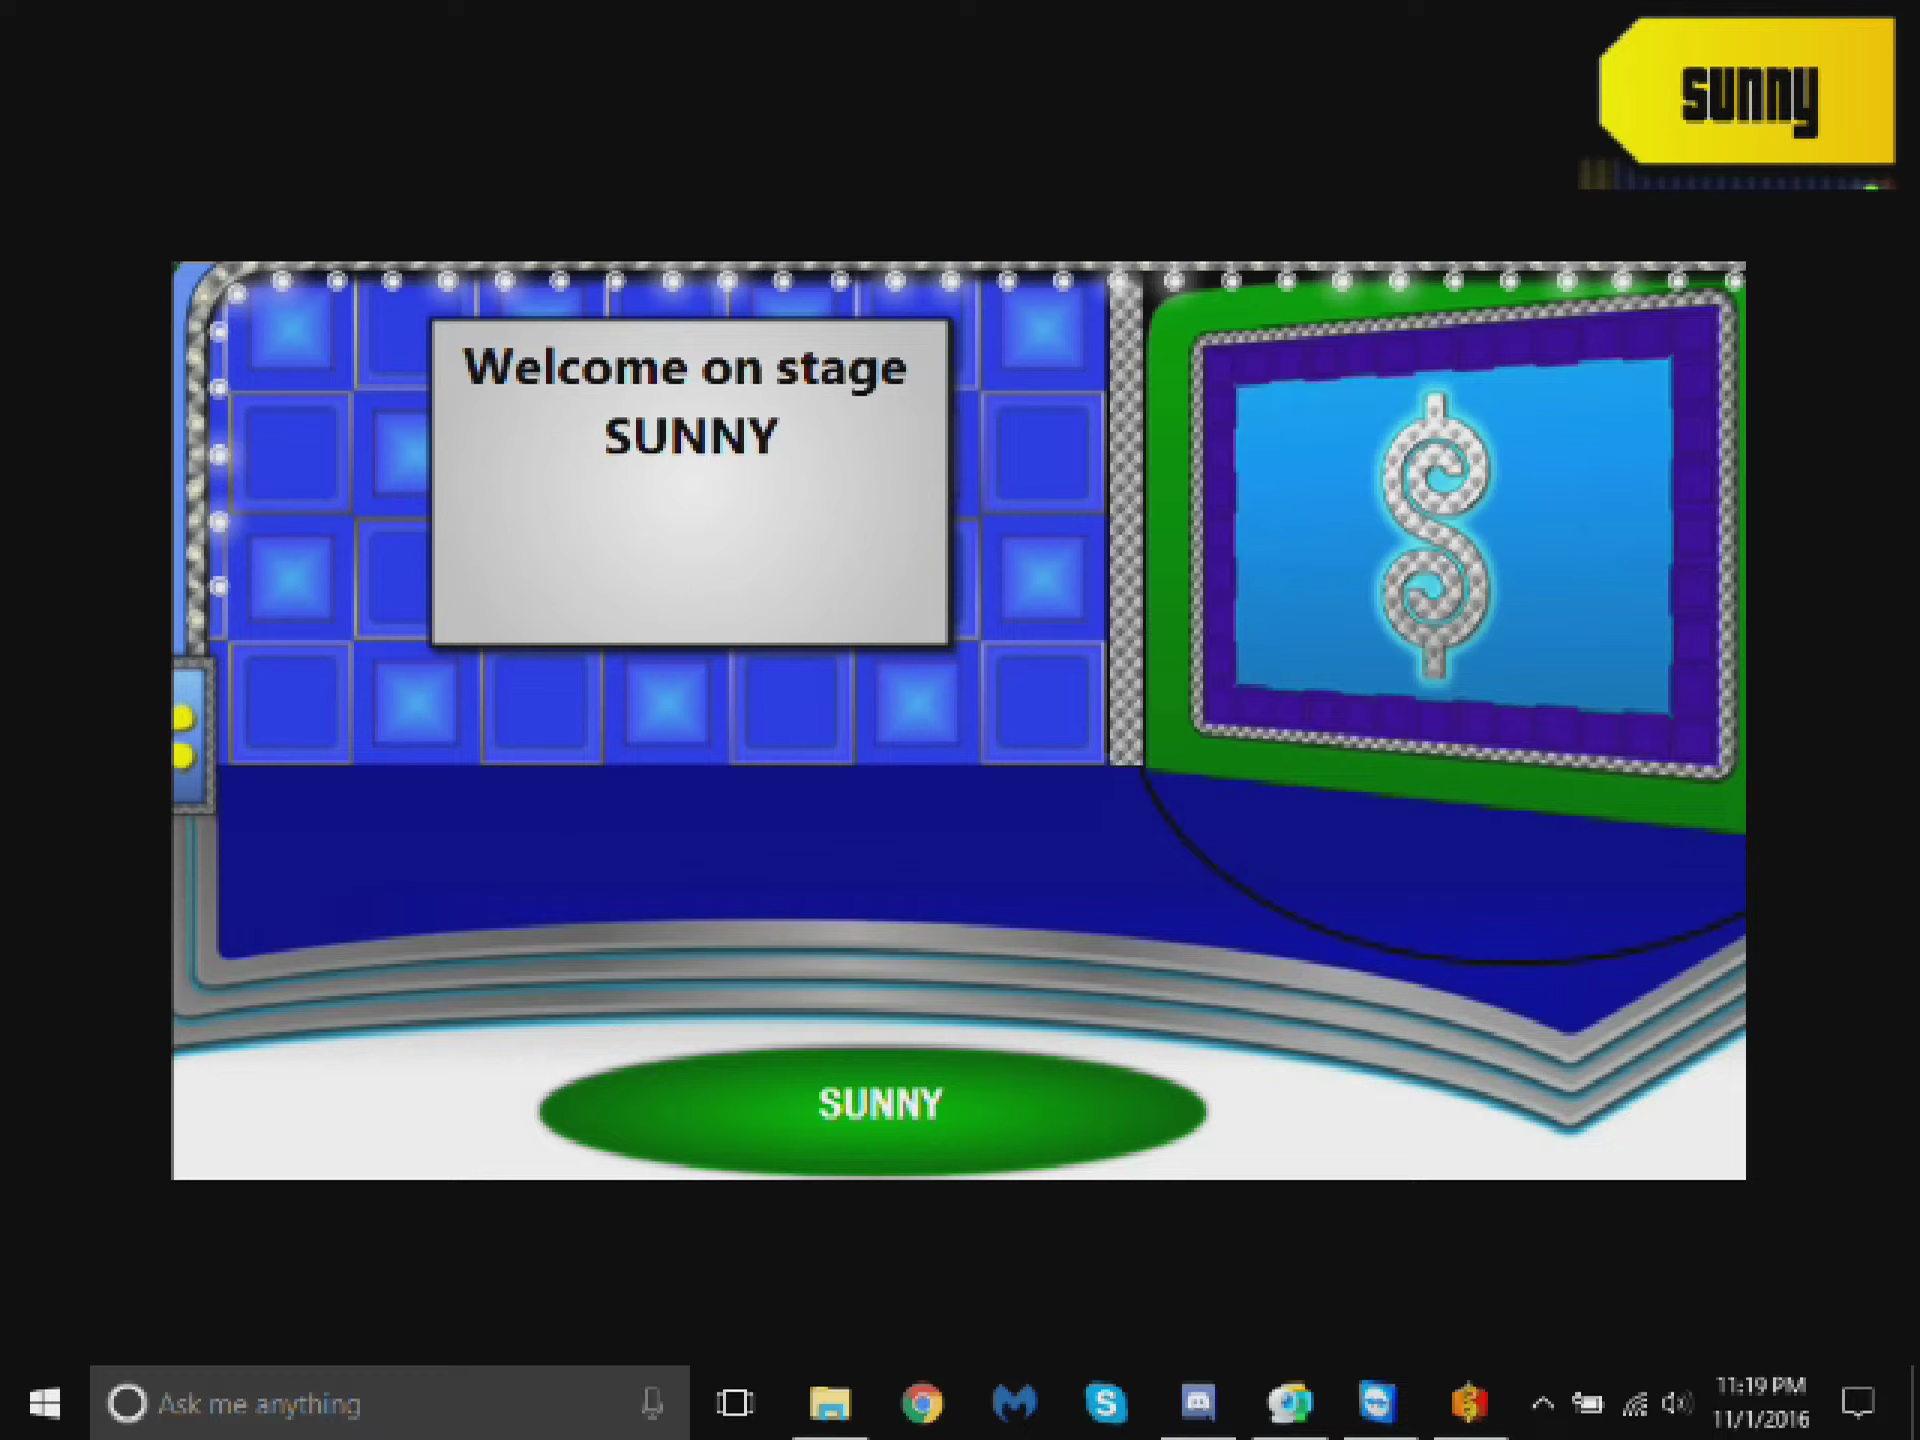 sunny
Welcome on stage
SUNNY
SUNNY
Ask me anything
11:19 PM
11/1/2016